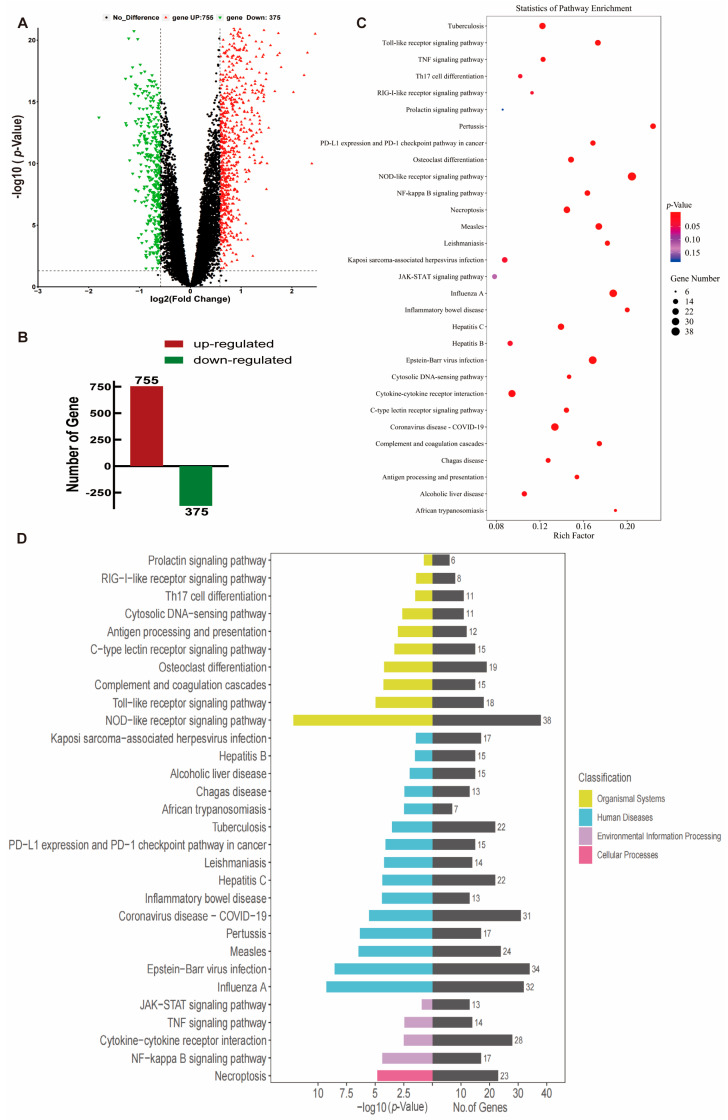 A
No_Difference gene UP:755 gene Down: 375
20
15
10
5
0
-log10 ( p-Value)
-3 -2 -1 0 1 2 3
log2(Fold Change)
B
up-regulated
down-regulated
Number of Gene
750
500
250
0
-250
755
375
C
Statistics of Pathway Enrichment
Tuberculosis
Toll-like receptor signaling pathway
TNF signaling pathway
Th17 cell differentiation
RIG-I-like receptor signaling pathway
Prolactin signaling pathway
Pertussis
PD-L1 expression and PD-1 checkpoint pathway in cancer
Osteoclast differentiation
NOD-like receptor signaling pathway
NF-kappa B signaling pathway
Necroptosis
Measles
Leishmaniasis
Kaposi sarcoma-associated herpesvirus infection
JAK-STAT signaling pathway
Influenza A
Inflammatory bowel disease
Hepatitis C
Hepatitis B
Epstein-Barr virus infection
Cytosolic DNA-sensing pathway
Cytokine-cytokine receptor interaction
C-type lectin receptor signaling pathway
Coronavirus disease - COVID-19
Complement and coagulation cascades
Chagas disease
Antigen processing and presentation
Alcoholic liver disease
African trypanosomiasis
0.08 0.12 0.16 0.20
Rich Factor
p-Value
0.05
0.10
0.15
Gene Number
6
14
22
30
38
D
Prolactin signaling pathway 6
RIG−I−like receptor signaling pathway 8
Th17 cell differentiation 11
Cytosolic DNA−sensing pathway 11
Antigen processing and presentation 12
C−type lectin receptor signaling pathway 15
Osteoclast differentiation 19
Complement and coagulation cascades 15
Toll−like receptor signaling pathway 18
NOD−like receptor signaling pathway 38
Kaposi sarcoma−associated herpesvirus infection 17
Hepatitis B 15
Alcoholic liver disease 15
Chagas disease 13
African trypanosomiasis 7
Tuberculosis 22
PD−L1 expression and PD−1 checkpoint pathway in cancer 15
Leishmaniasis 14
Hepatitis C 22
Inflammatory bowel disease 13
Coronavirus disease − COVID−19 31
Pertussis 17
Measles 24
Epstein−Barr virus infection 34
Influenza A 32
JAK−STAT signaling pathway 13
TNF signaling pathway 14
Cytokine−cytokine receptor interaction 28
NF−kappa B signaling pathway 17
Necroptosis 23
10 7.5 5 2.5 10 20 30 40
−log10 (p-Value) No.of Genes
Classification
Organismal Systems
Human Diseases
Environmental Information Processing
Cellular Processes